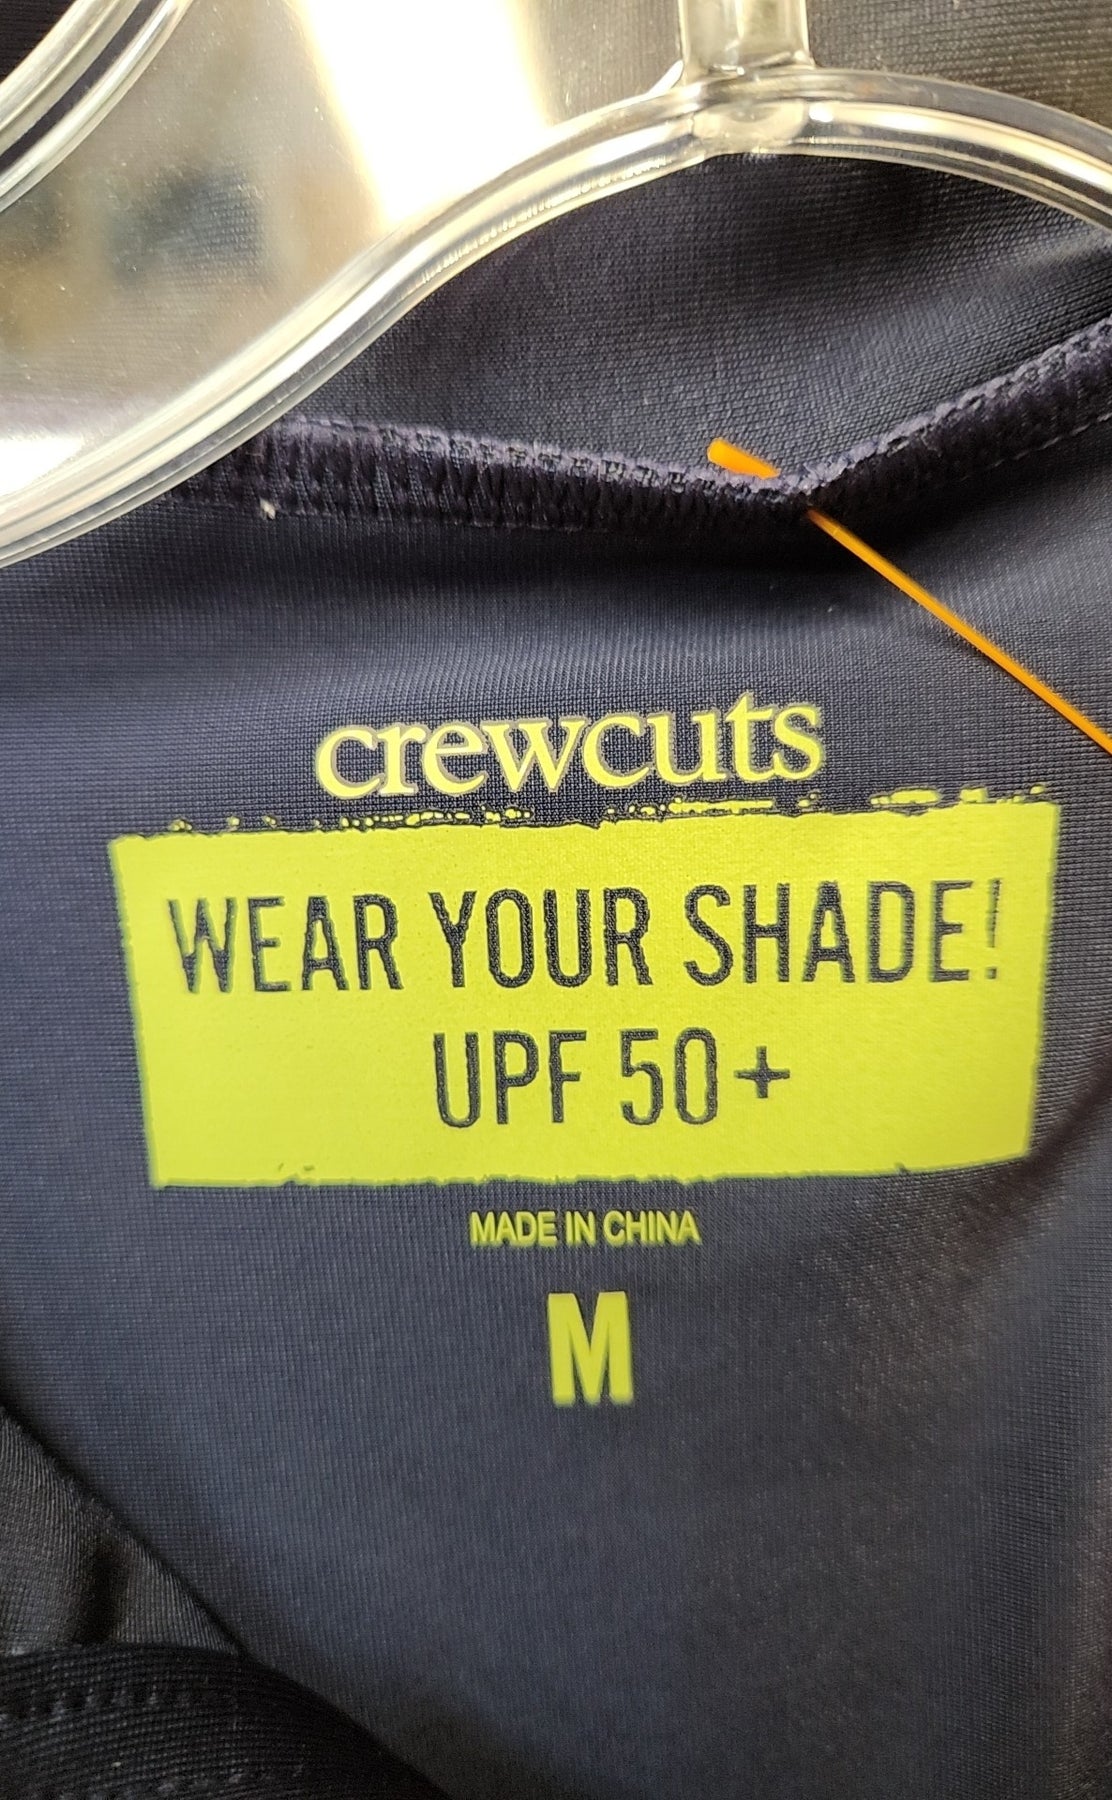 crewcuts
WEAR YOUR SHADE!
UPF 50+
MADE IN CHINA
M